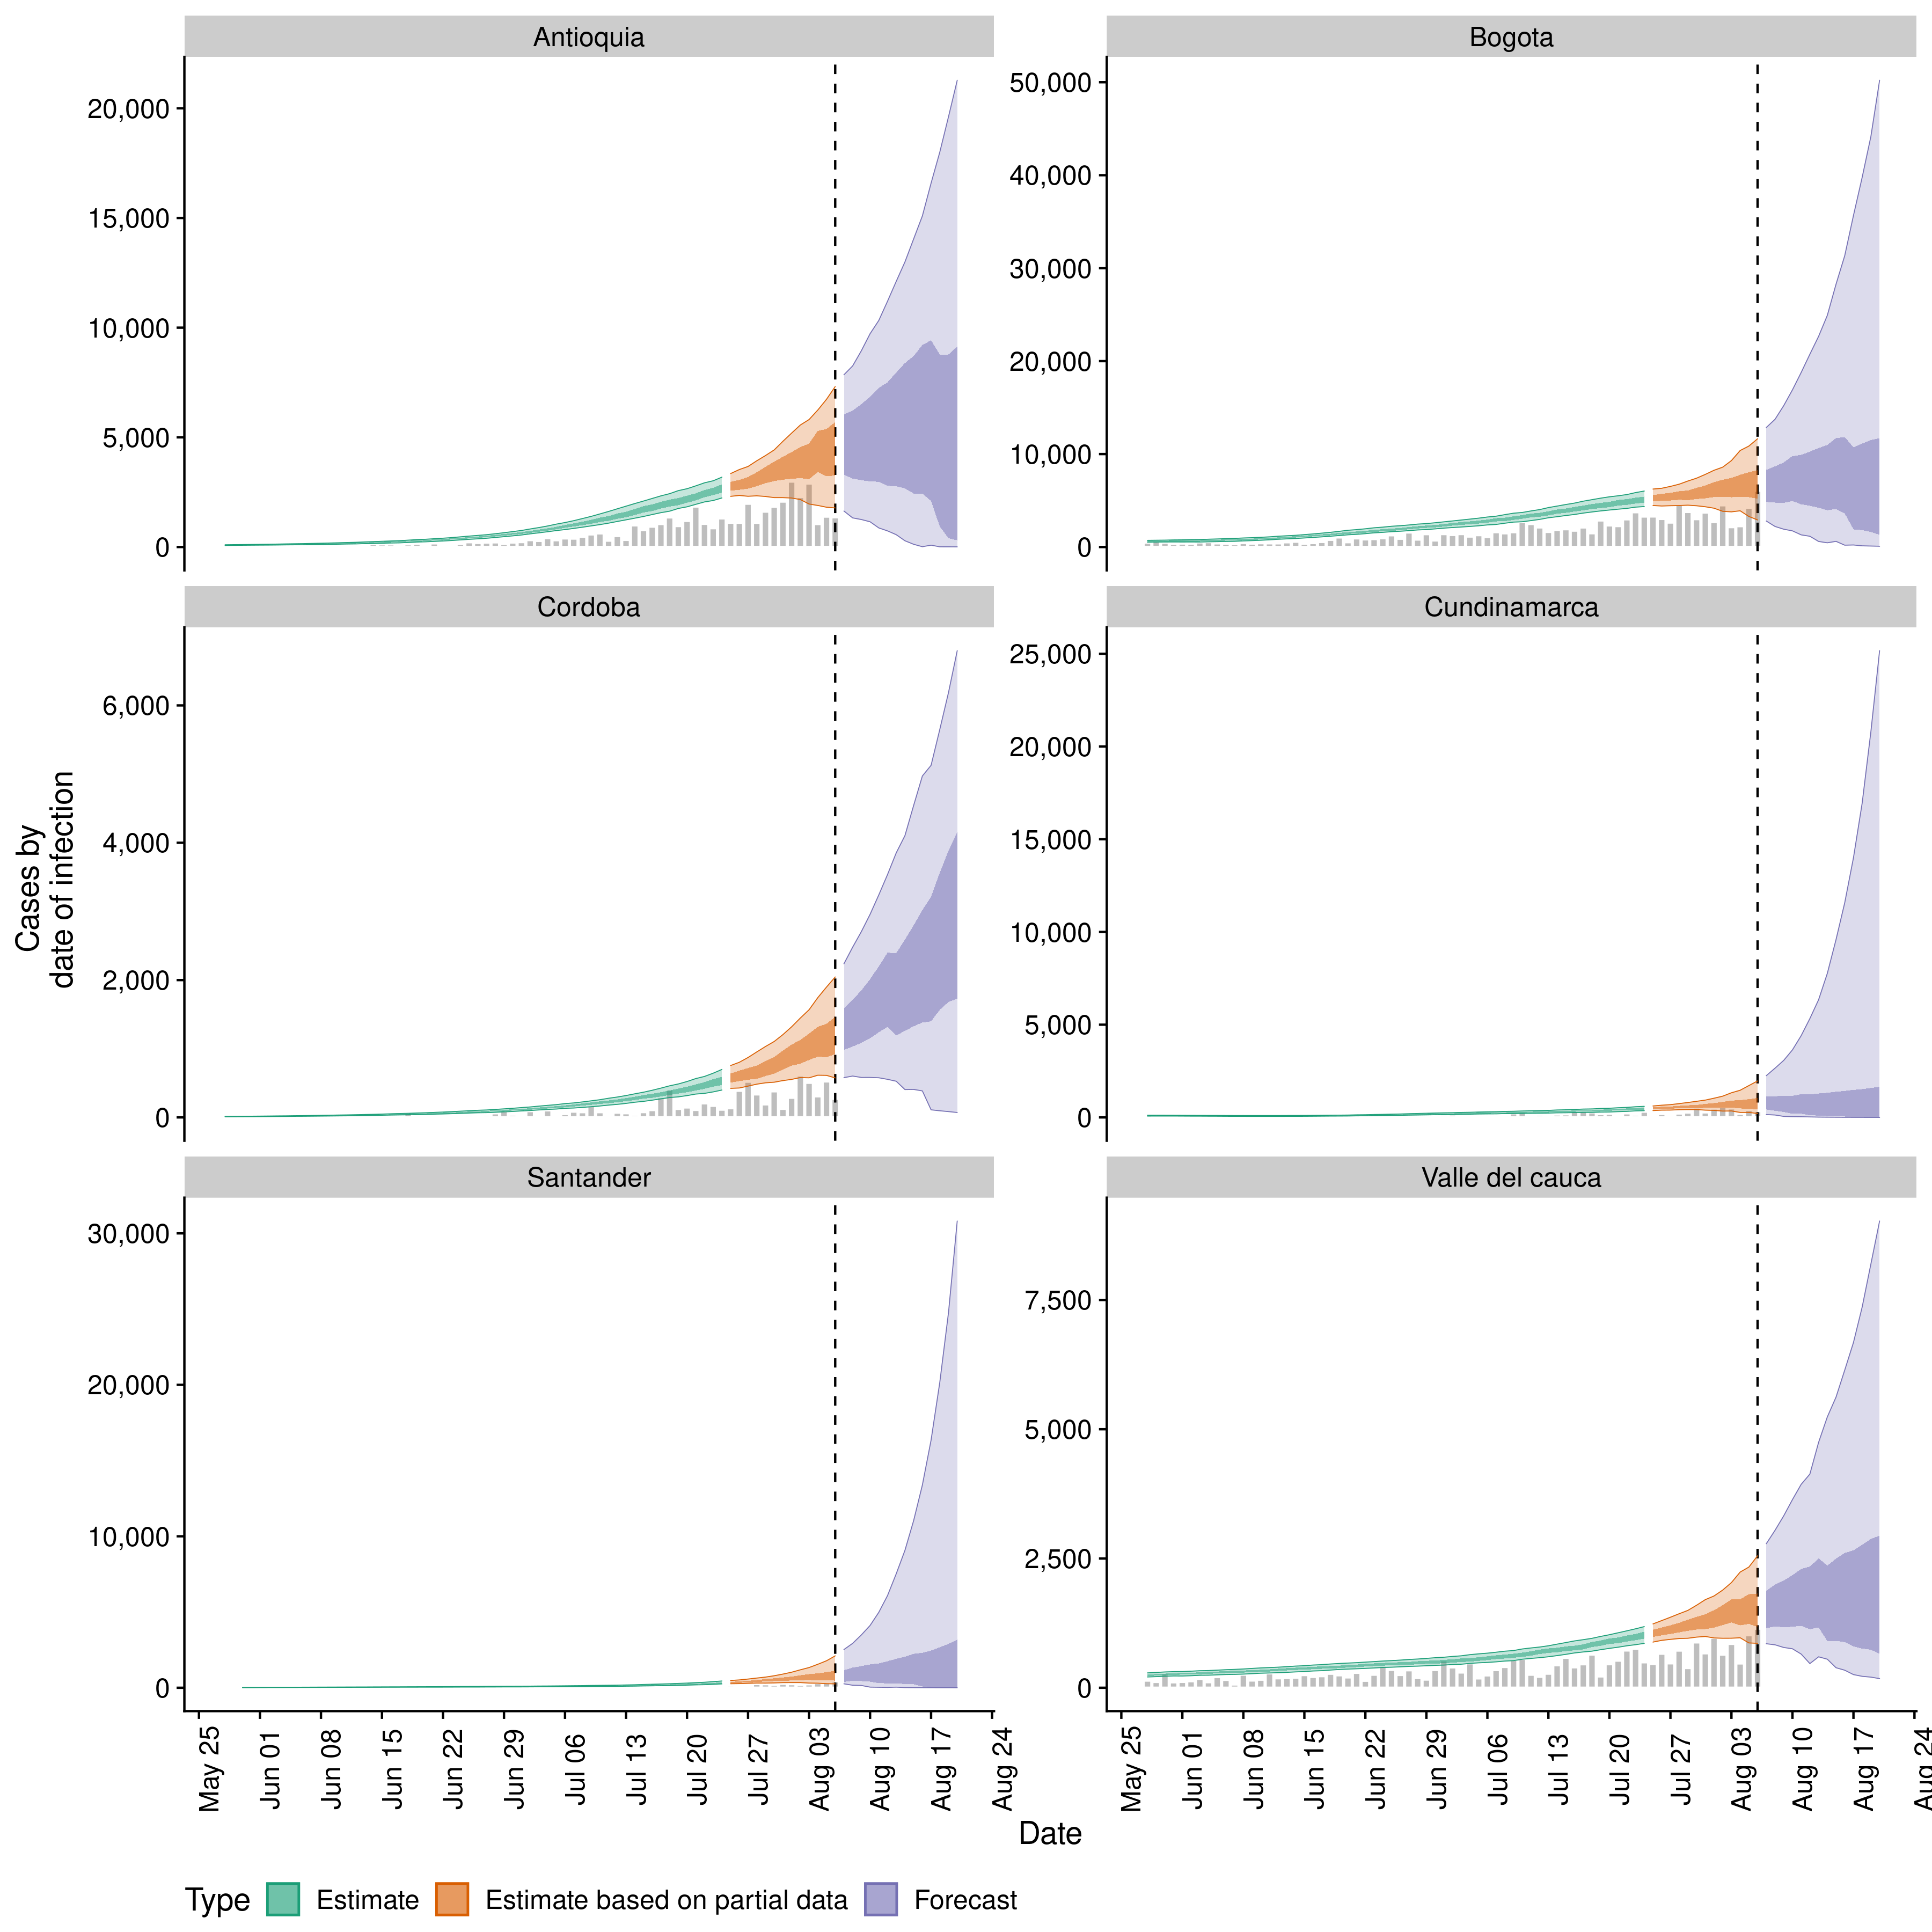 Antioquia
Bogota
20,000
15,000
10,000
5,000
0
50,000
40,000
30,000
20,000
10,000
0
Cordoba
Cundinamarca
6,000
4,000
2,000
0
25,000
20,000
15,000
10,000
5,000
0
Cases by
date of infection
Santander
Valle del cauca
30,000
20,000
10,000
0
7,500
5,000
2,500
0
May 25
Jun 01
Jun 08
Jun 15
Jun 22
Jun 29
Jul 06
Jul 13
Jul 20
Jul 27
Aug 03
Aug 10
Aug 17
Aug 24
May 25
Jun 01
Jun 08
Jun 15
Jun 22
Jun 29
Jul 06
Jul 13
Jul 20
Jul 27
Aug 03
Aug 10
Aug 17
Aug 24
Date
Type Estimate Estimate based on partial data Forecast